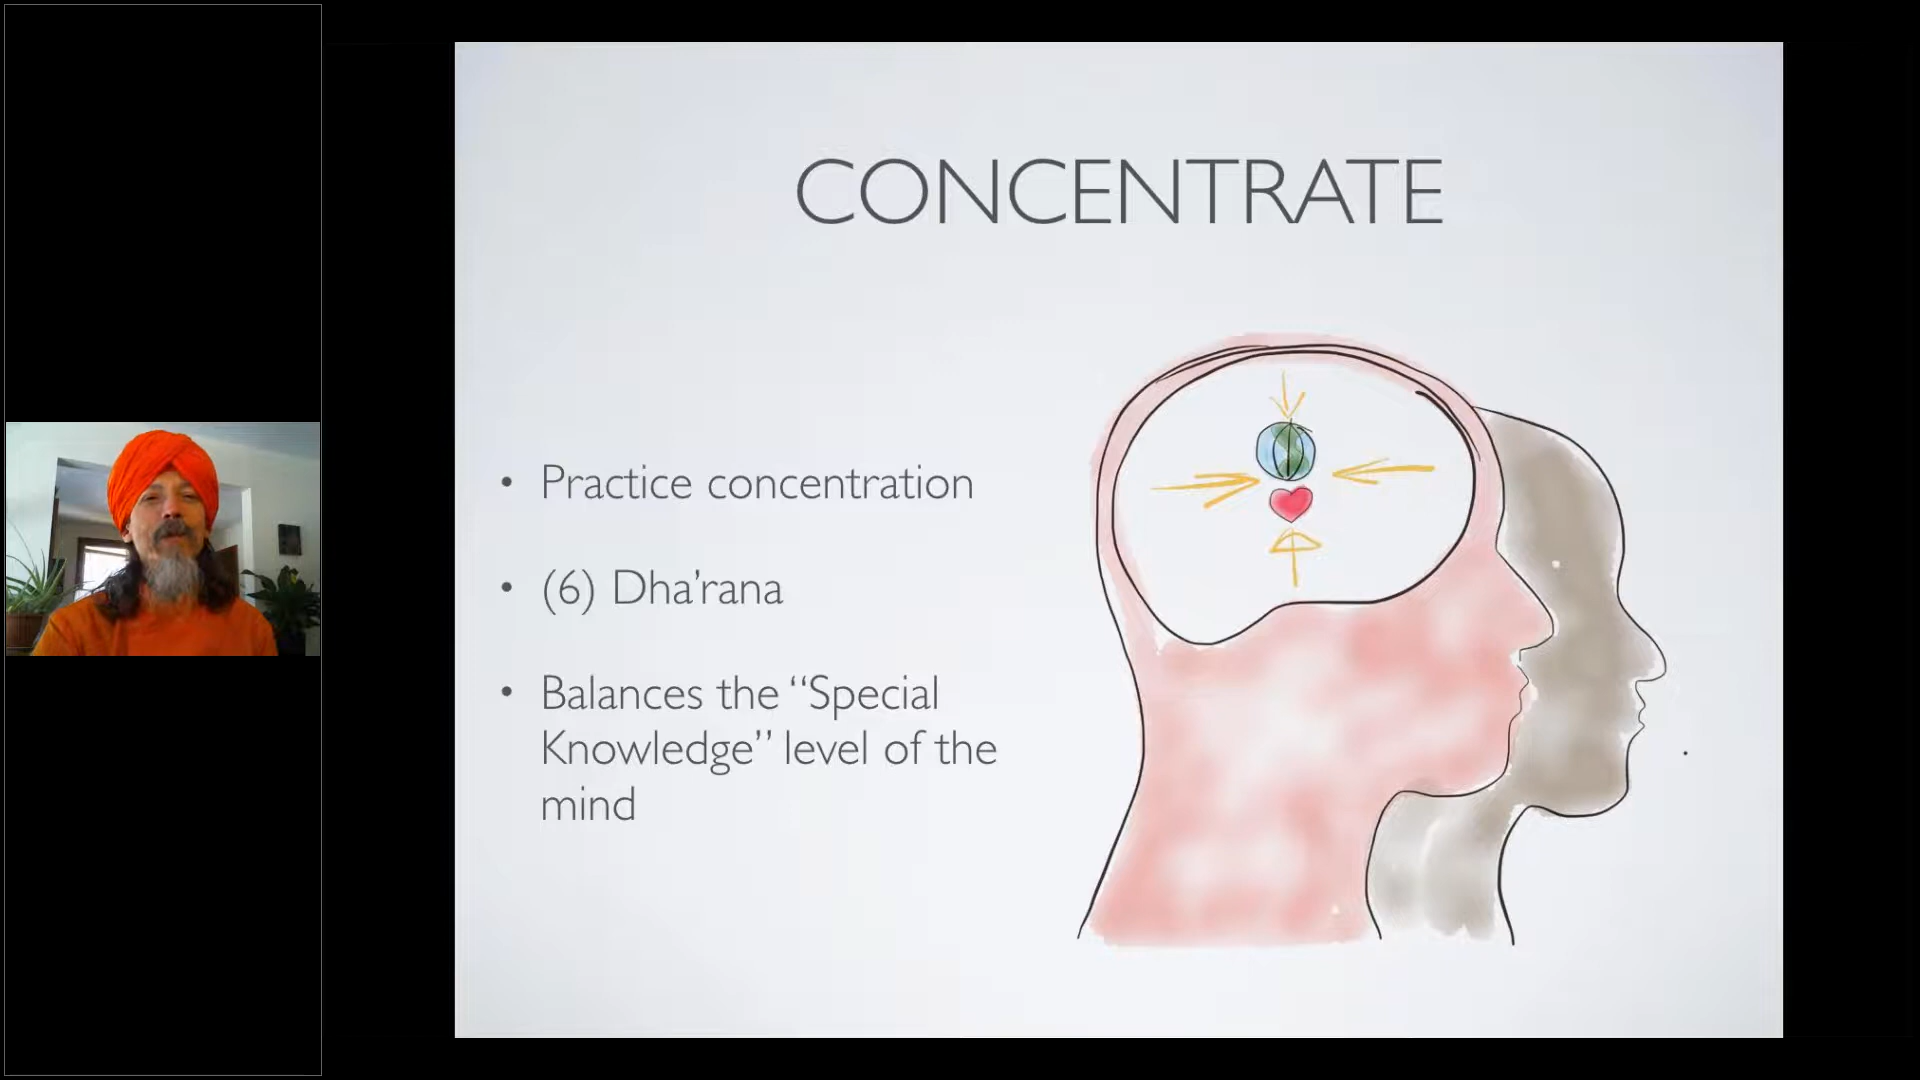 CONCENTRATE
• Practice concentration
• (6) Dha’rana
• Balances the “Special
Knowledge” level of the
mind